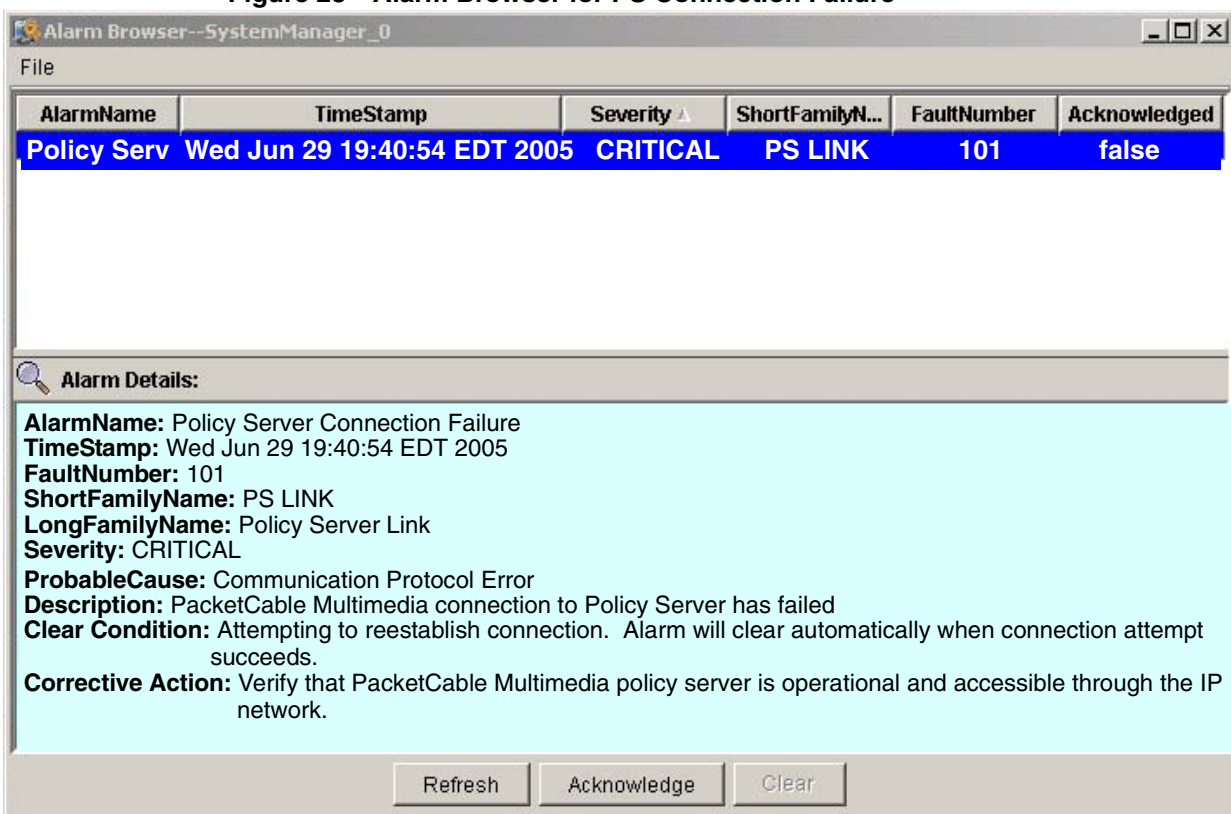 Alarm Browser--SystemManager_0
File
AlarmName TimeStamp Severity ShortFamilyN... FaultNumber Acknowledged
Policy Serv Wed Jun 29 19:40:54 EDT 2005 CRITICAL PS LINK 101 false
Alarm Details:
AlarmName: Policy Server Connection Failure
TimeStamp: Wed Jun 29 19:40:54 EDT 2005
FaultNumber: 101
ShortFamilyName: PS LINK
LongFamilyName: Policy Server Link
Severity: CRITICAL
ProbableCause: Communication Protocol Error
Description: PacketCable Multimedia connection to Policy Server has failed
Clear Condition: Attempting to reestablish connection. Alarm will clear automatically when connection attempt
succeeds.
Corrective Action: Verify that PacketCable Multimedia policy server is operational and accessible through the IP
network.
Refresh Acknowledge Clear